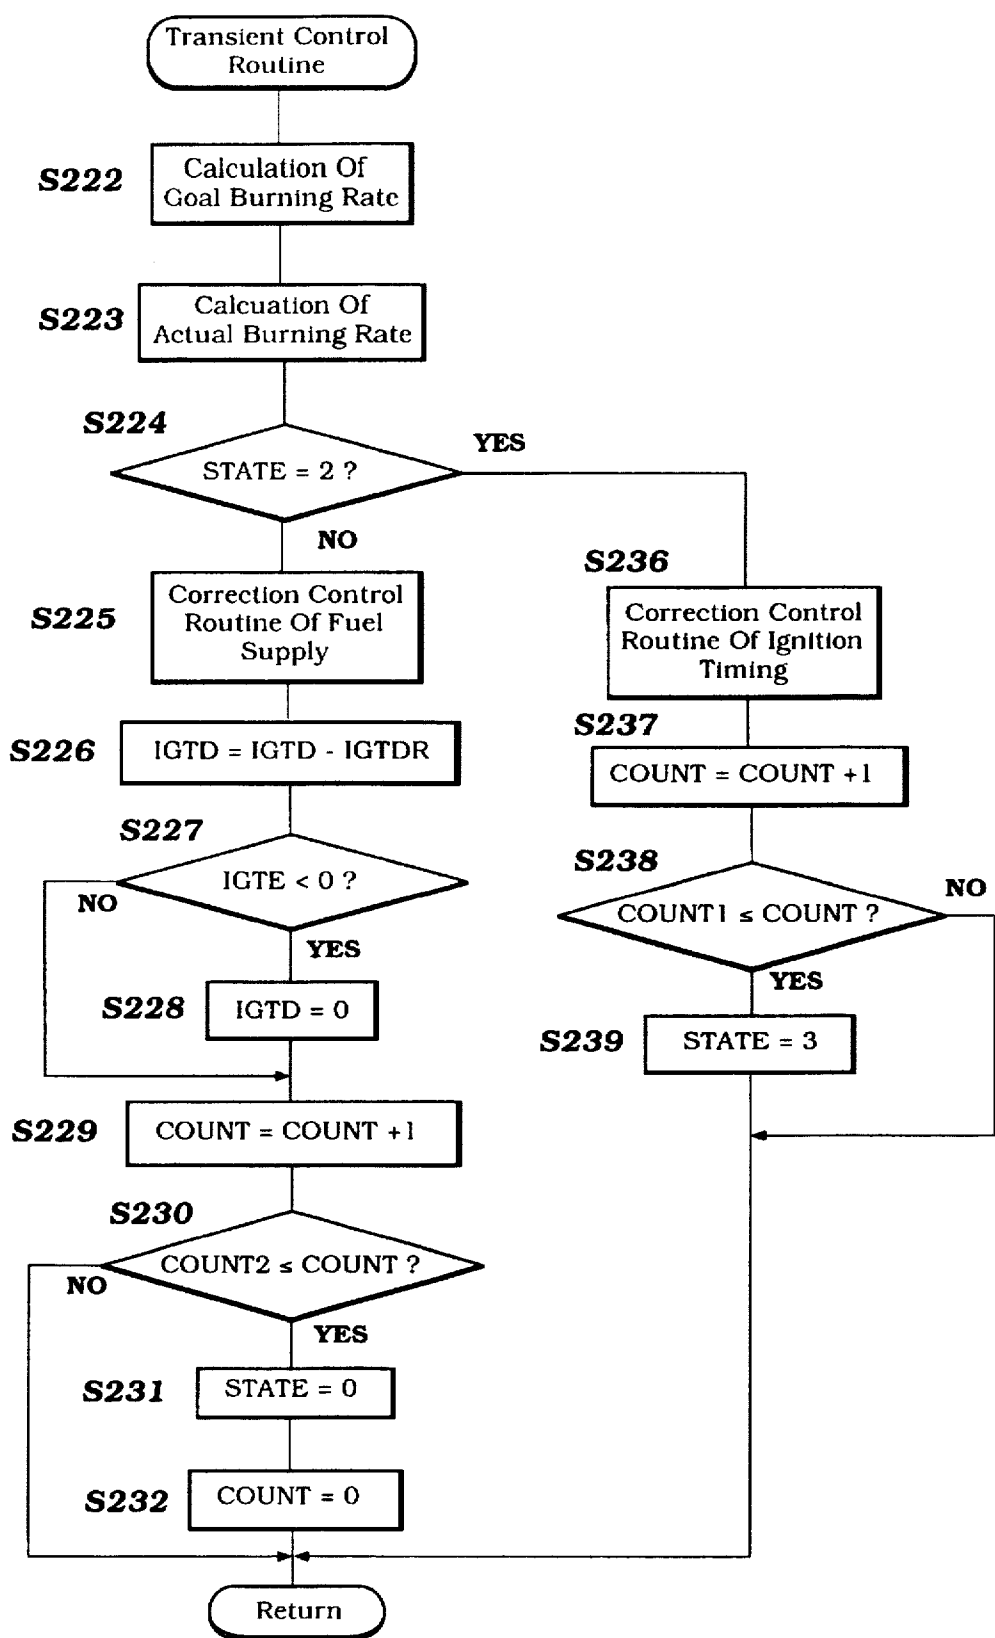 Transient Control
Routine
S222
Calculation Of
Goal Burning Rate
S223
Calcuation Of
Actual Burning Rate
S224
STATE = 2 ?
YES
NO
S225
Correction Control
Routine Of Fuel
Supply
S226
IGTD = IGTD - IGTDR
S227
IGTE < 0 ?
NO
YES
S228
IGTD = 0
S229
COUNT = COUNT +1
S230
COUNT2 ≤ COUNT ?
NO
YES
S231
STATE = 0
S232
COUNT = 0
S236
Correction Control
Routine Of Ignition
Timing
S237
COUNT = COUNT +1
S238
COUNT1 ≤ COUNT ?
NO
YES
S239
STATE = 3
Return